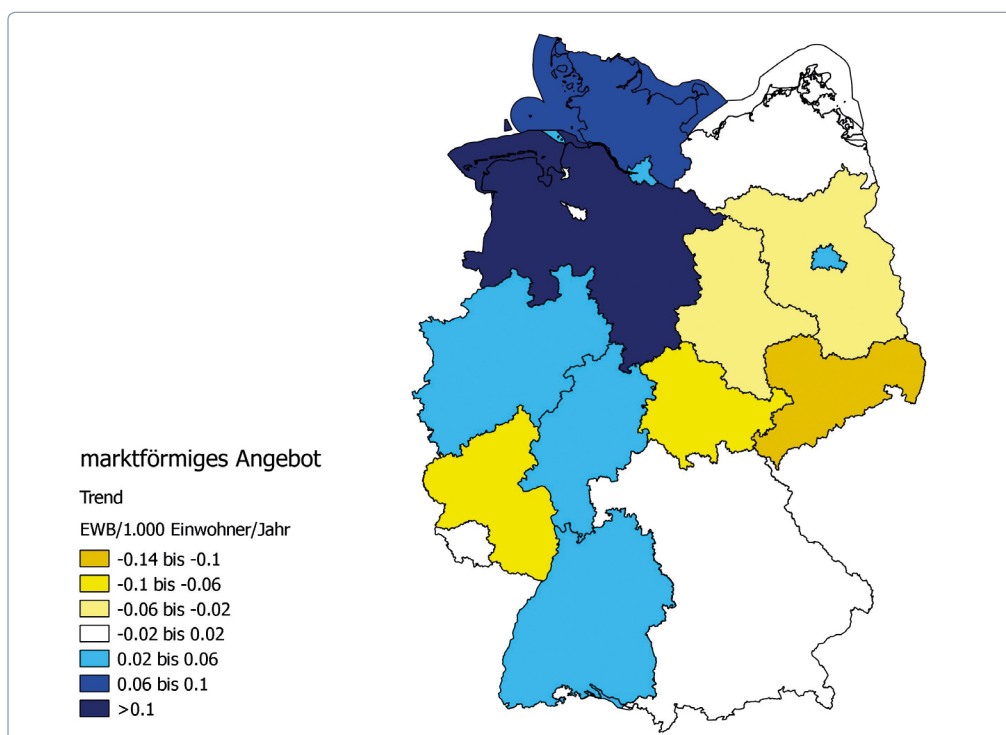 marktförmiges Angebot
Trend
EWB/1.000 Einwohner/Jahr
-0.14 bis -0.1
-0.1 bis -0.06
-0.06 bis -0.02
-0.02 bis 0.02
0.02 bis 0.06
0.06 bis 0.1
>0.1